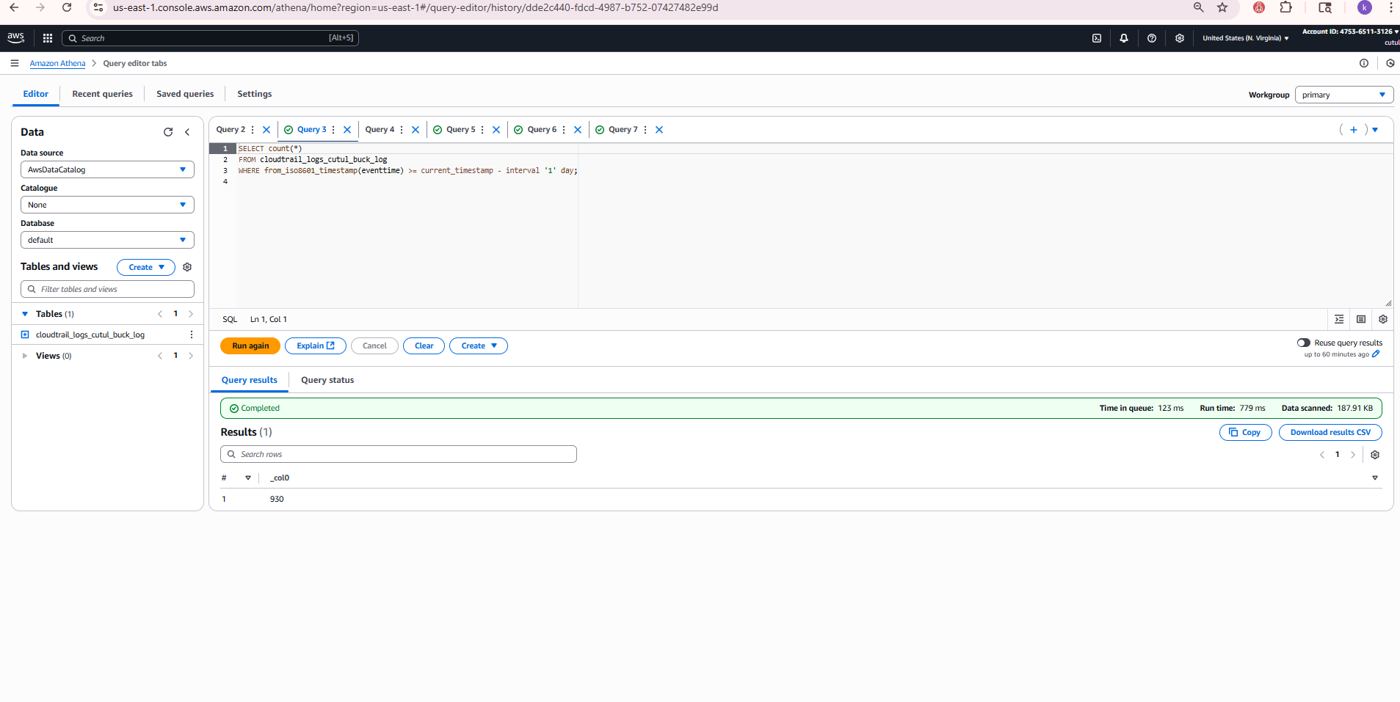 us-east-1.console.aws.amazon.com/athena/home?region=us-east-1#/query-editor/history/dde2c440-fdcd-4987-b752-07427482e99d
k
aws
Search
[Alt+S]
United States (N. Virginia)
Account ID: 4753-6511-3126
cutul
Amazon Athena
Query editor tabs
Editor
Recent queries
Saved queries
Settings
Workgroup
primary
Data
Data source
AwsDataCatalog
Catalogue
None
Database
default
Tables and views
Create
Filter tables and views
Tables (1)
1
cloudtrail_logs_cutul_buck_log
Views (0)
1
Query 2
Query 3
Query 4
Query 5
Query 6
Query 7
1 SELECT count(*)
2 FROM cloudtrail_logs_cutul_buck_log
3 WHERE from_iso8601_timestamp(eventtime) >= current_timestamp - interval '1' day;
4
SQL
Ln 1, Col 1
Run again
Explain
Cancel
Clear
Create
Reuse query results
up to 60 minutes ago
Query results
Query status
Completed
Time in queue: 123 ms
Run time: 779 ms
Data scanned: 187.91 KB
Results (1)
Copy
Download results CSV
Search rows
1
#
_col0
1
930